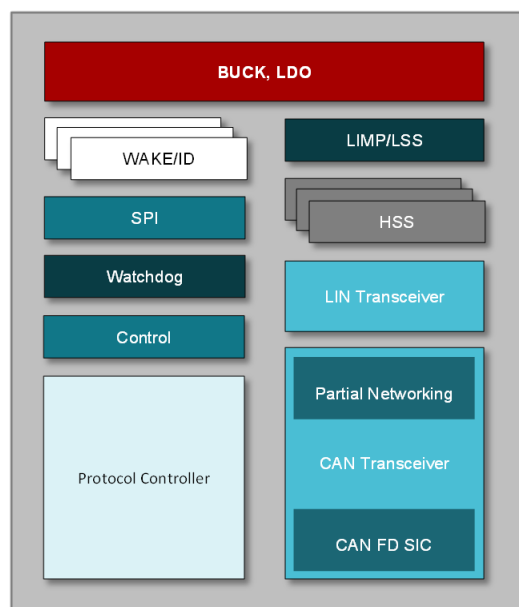 BUCK, LDO
WAKE/ID
SPI
Watchdog
Control
Protocol Controller
LIMP/LSS
HSS
LIN Transceiver
Partial Networking
CAN Transceiver
CAN FD SIC